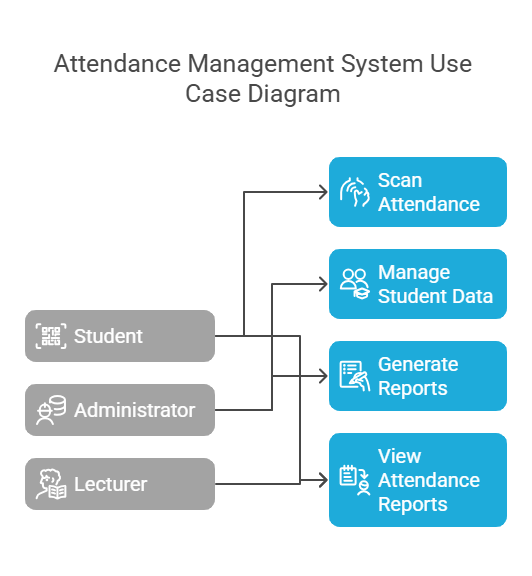 Attendance Management System Use
Case Diagram
Scan
Attendance
Manage
Student Data
Student
Generate
Reports
Administrator
View
Attendance
Reports
Lecturer